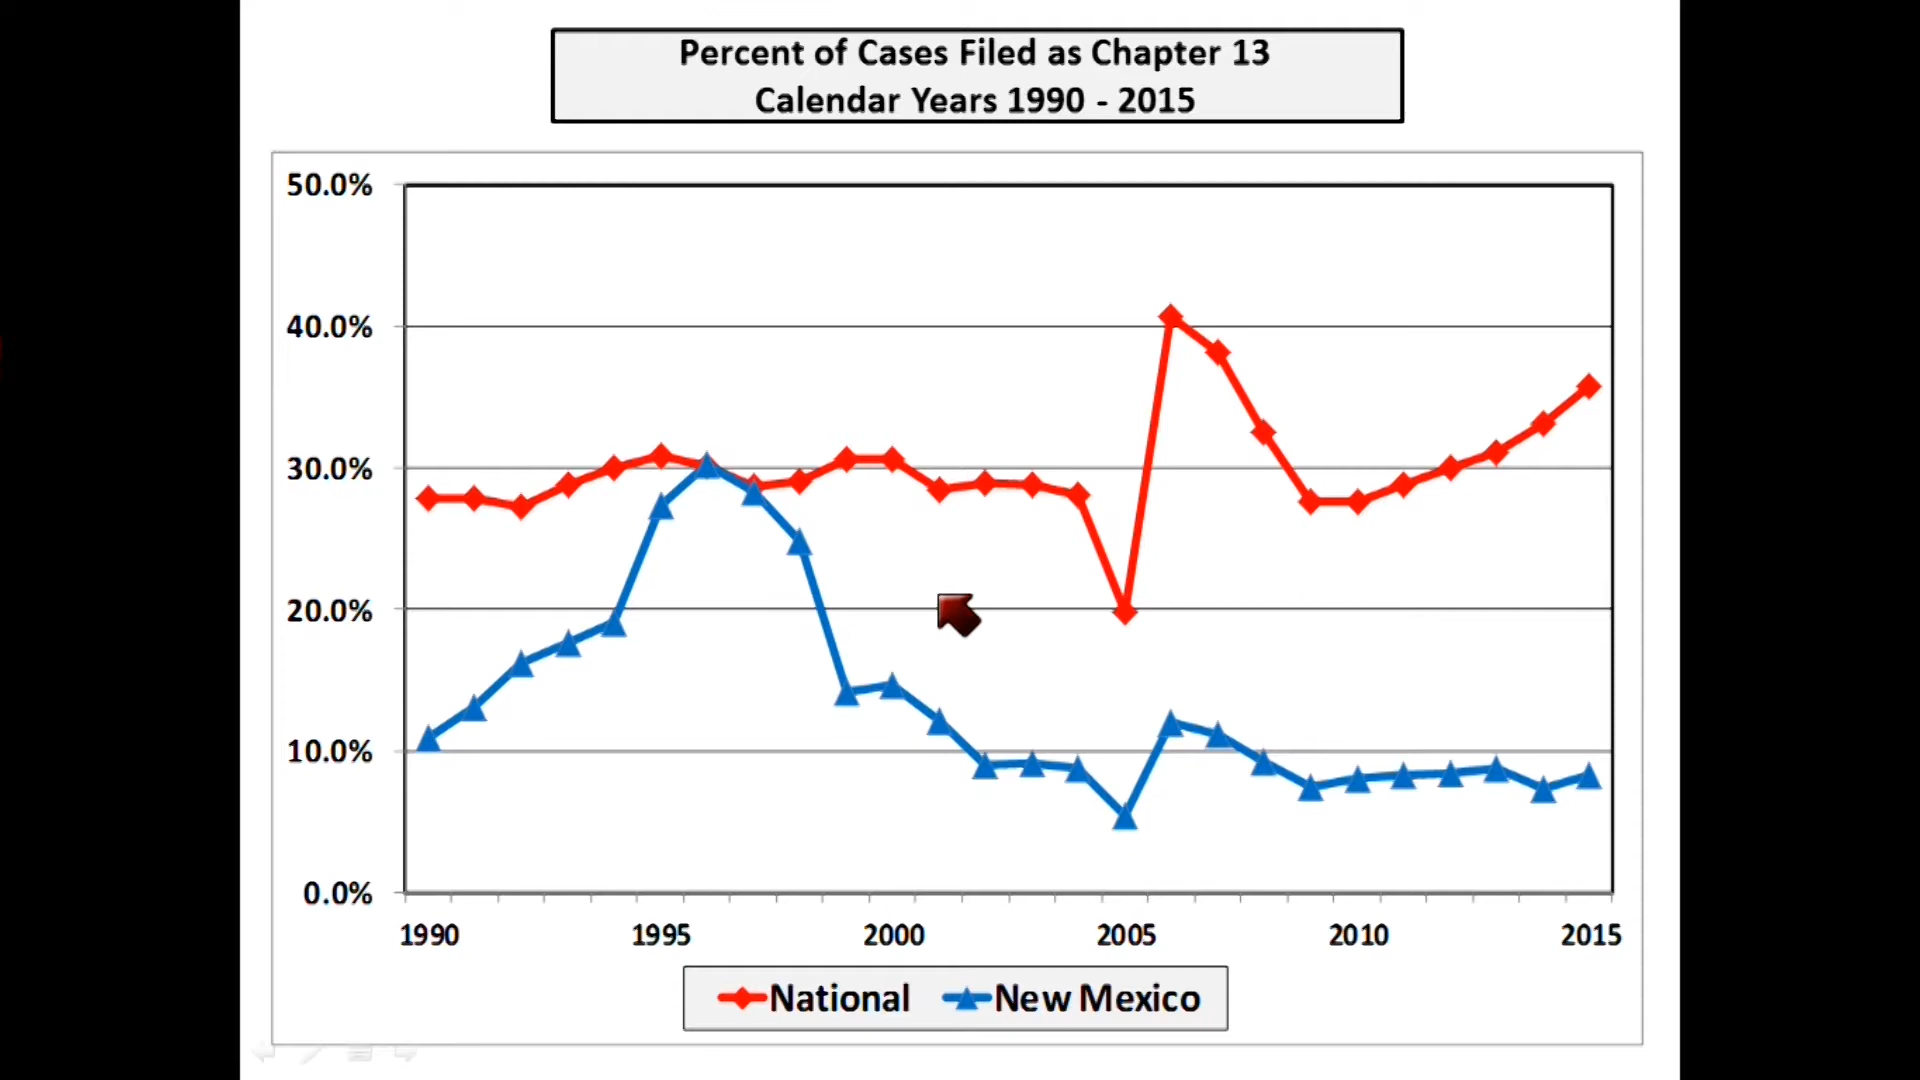 Percent of Cases Filed as Chapter 13
Calendar Years 1990 - 2015
50.0%
40.0%
30.0%
20.0%
10.0%
0.0%
1990 1995 2000 2005 2010 2015
National New Mexico